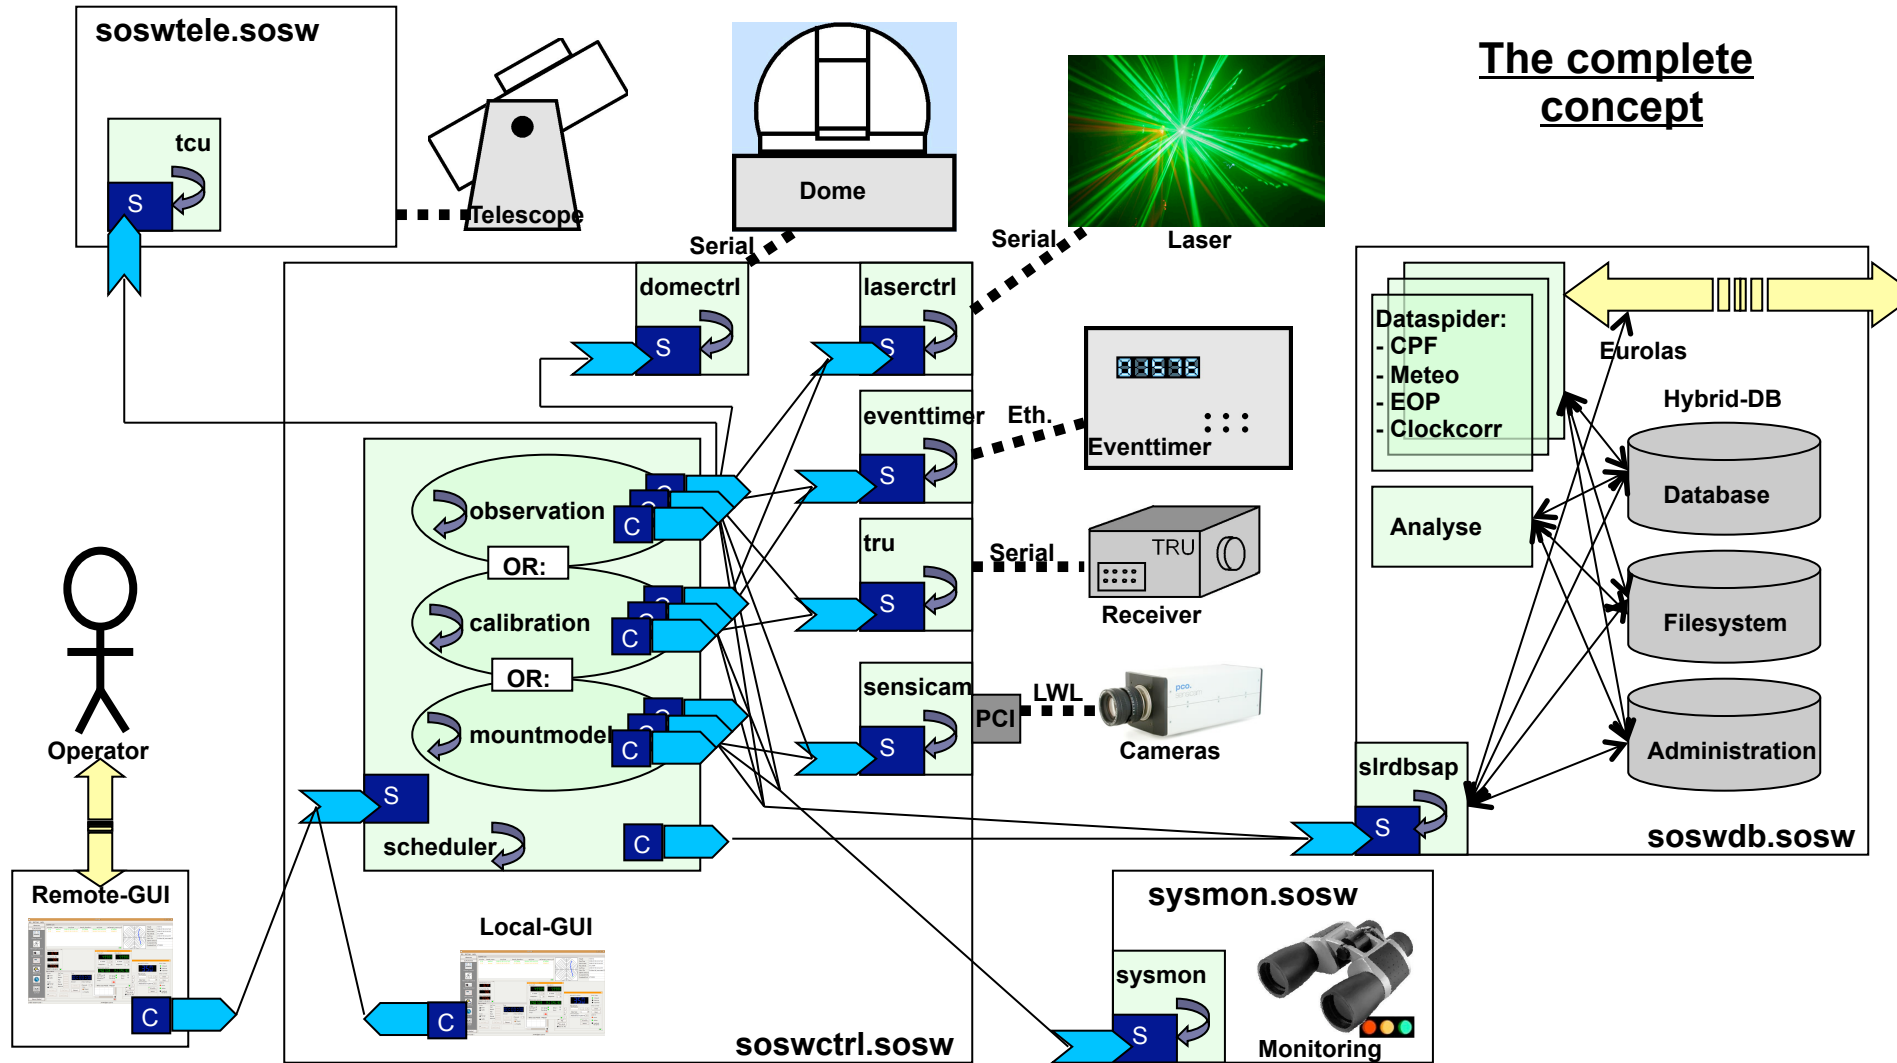 soswtele.sosw
The complete
concept
tcu
S
Telescope
Dome
Serial
Serial
Laser
domectrl
S
laserctrl
S
Dataspider:
- CPF
- Meteo
- EOP
- Clockcorr
Eurolas
Hybrid-DB
eventtimer
S
Eth.
Eventtimer
Database
Analyse
observation
C
C
C
OR:
tru
S
Serial
TRU
Receiver
Filesystem
calibration
C
C
C
OR:
sensicam
S
PCI
LWL
pco.
Cameras
mountmodel
C
C
C
Administration
Operator
S
scheduler
C
slrdbsap
S
soswdb.sosw
Remote-GUI
C
Local-GUI
C
soswctrl.sosw
sysmon.sosw
sysmon
S
Monitoring